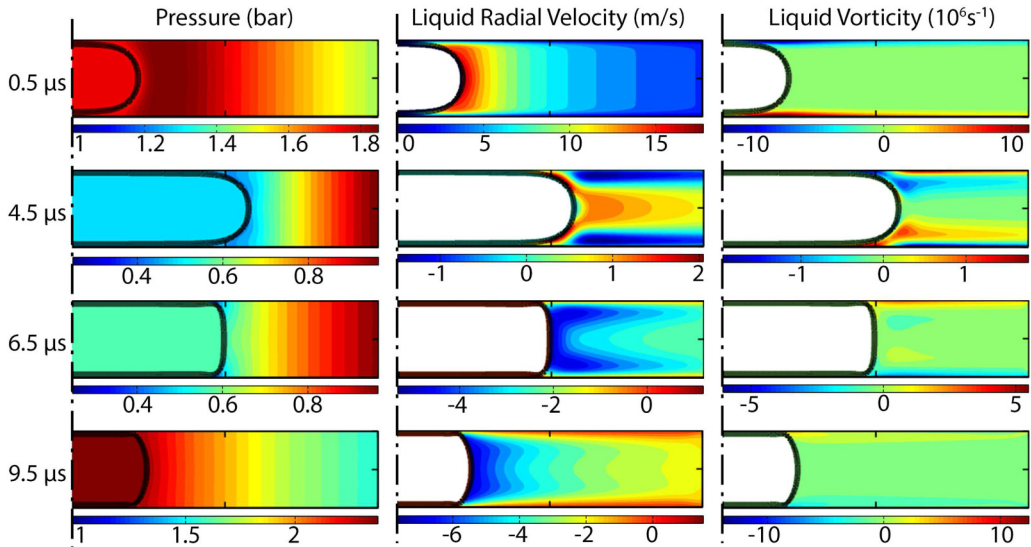 Pressure (bar) Liquid Radial Velocity (m/s) Liquid Vorticity (10⁶s⁻¹)
0.5 µs
1 1.2 1.4 1.6 1.8 0 5 10 15 -10 0 10
4.5 µs
0.4 0.6 0.8 -1 0 1 2 -1 0 1
6.5 µs
0.4 0.6 0.8 -4 -2 0 -5 0 5
9.5 µs
1 1.5 2 -6 -4 -2 0 -10 0 10